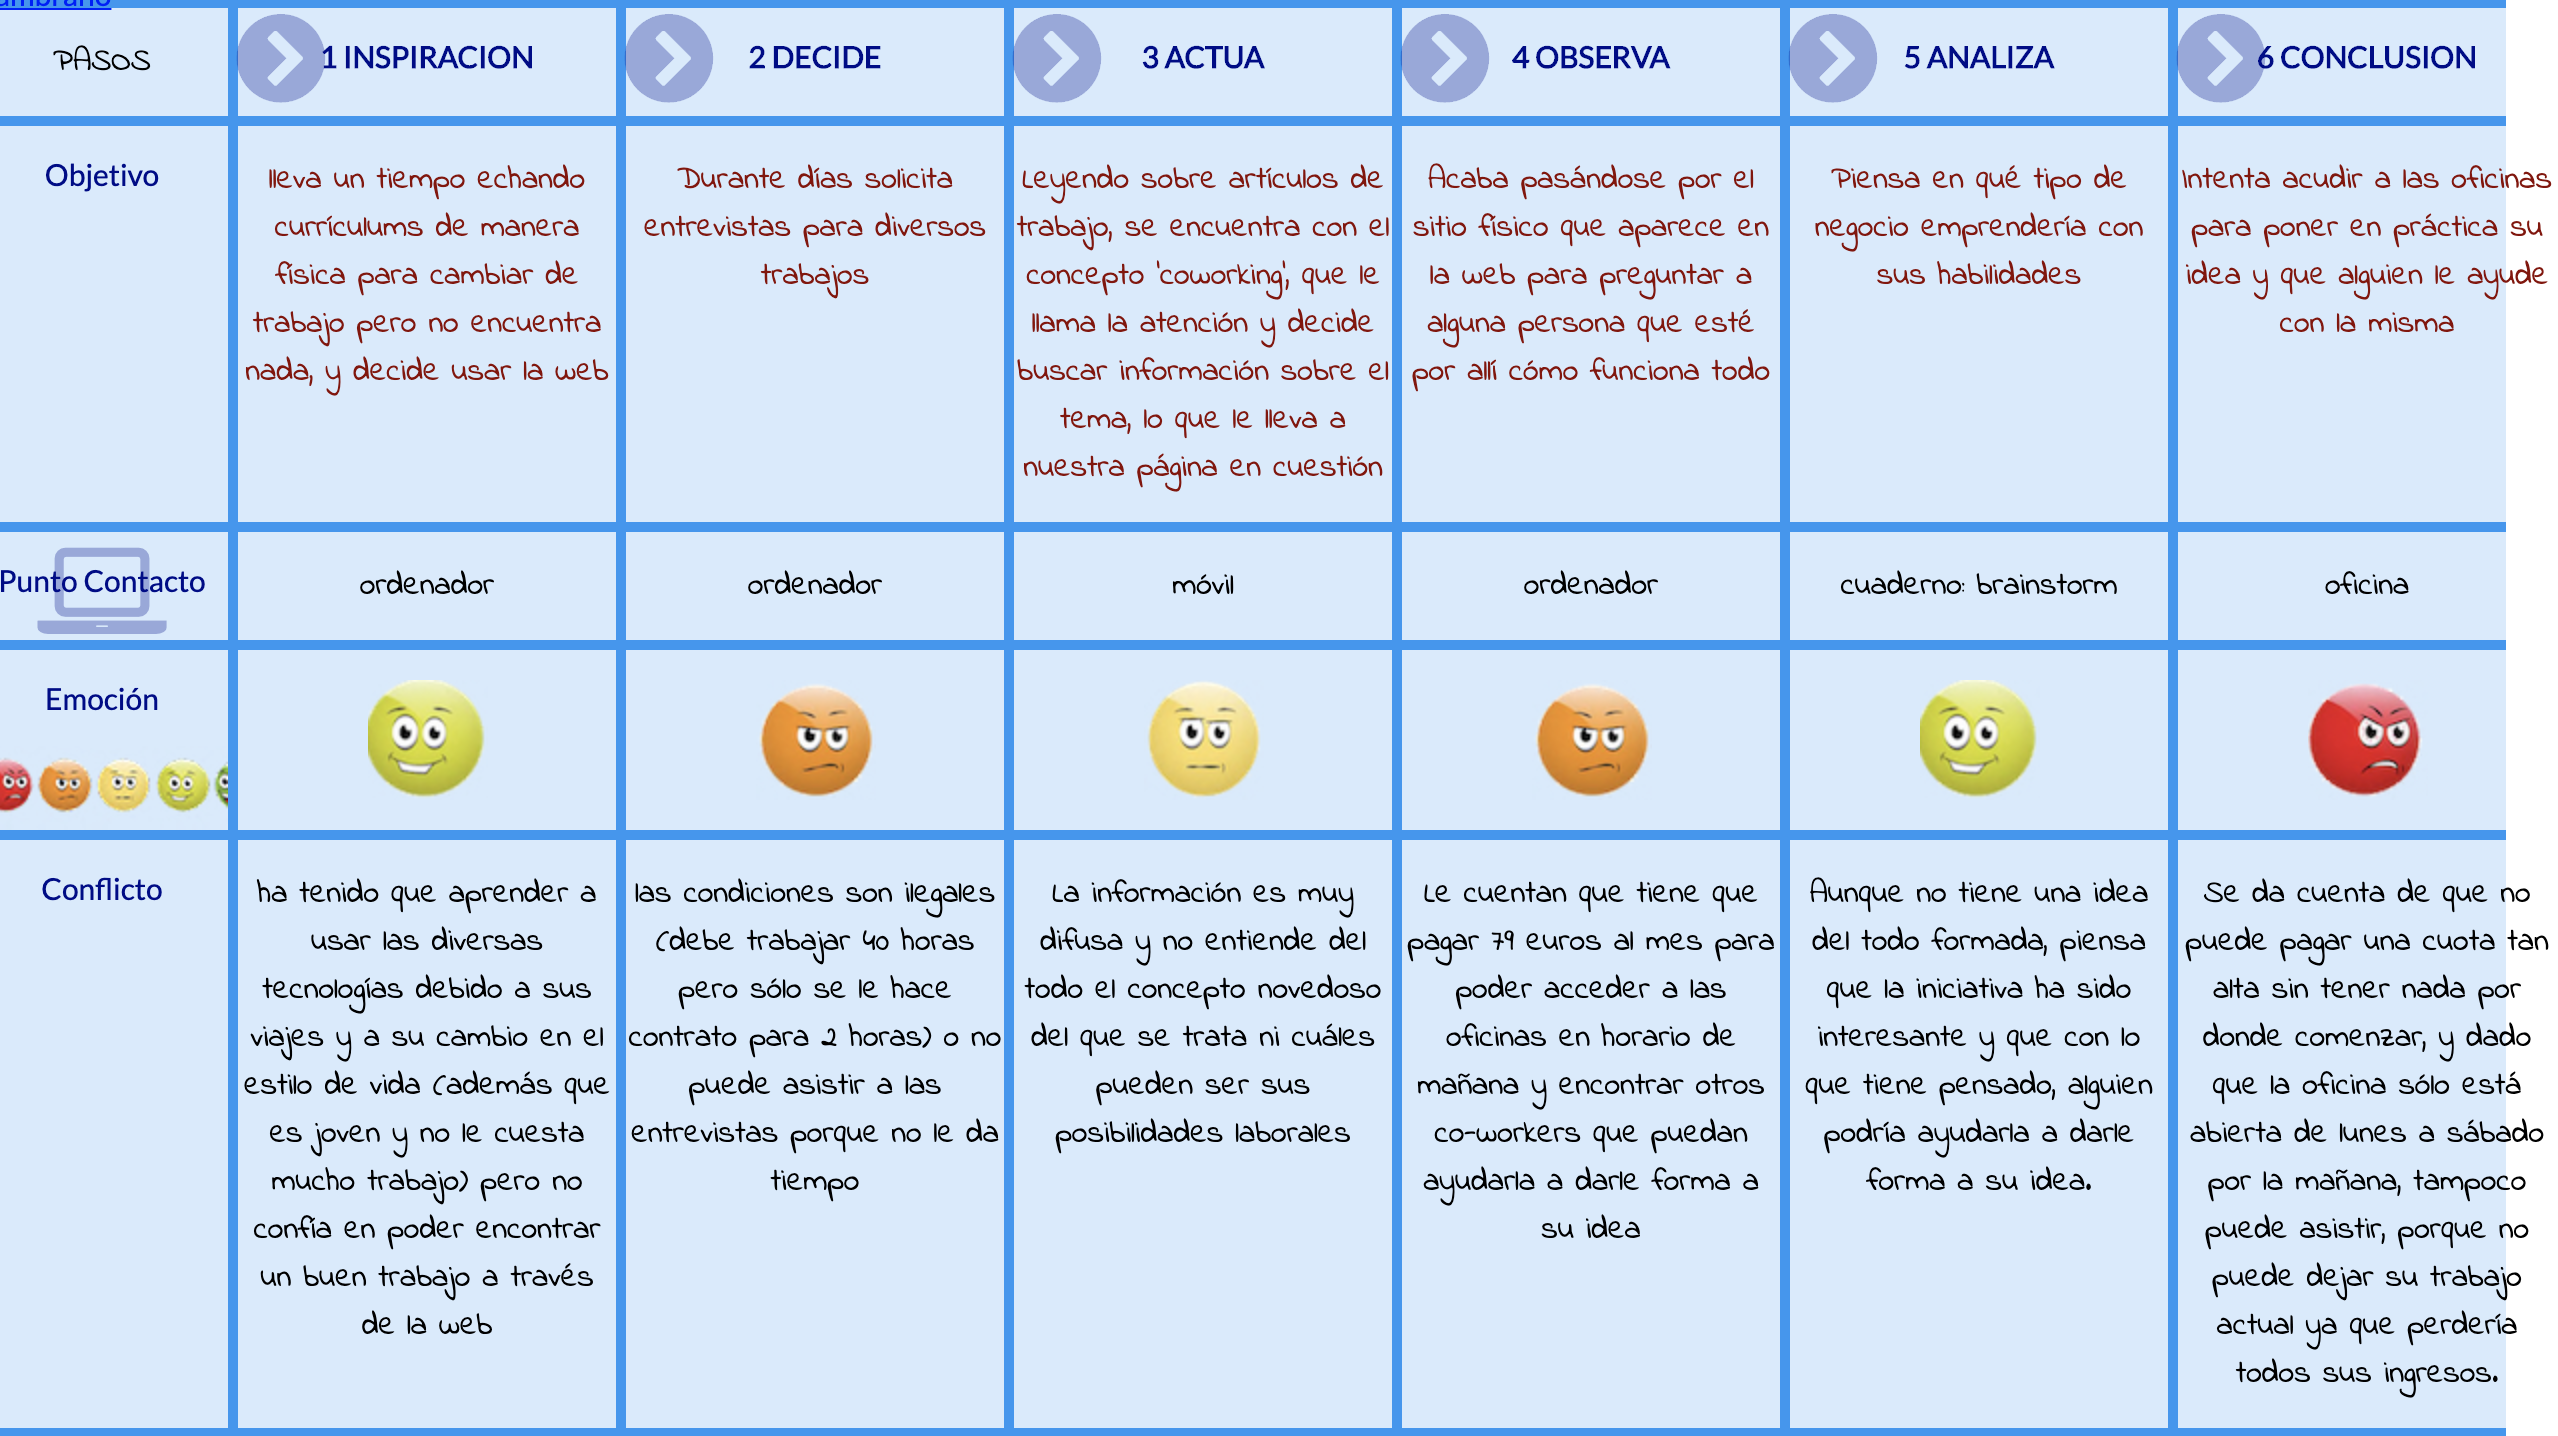 PASOS
1 INSPIRACION
2 DECIDE
3 ACTUA
4 OBSERVA
5 ANALIZA
6 CONCLUSION
Objetivo
lleva un tiempo echando
currículums de manera
física para cambiar de
trabajo pero no encuentra
nada, y decide usar la web
Durante días solicita
entrevistas para diversos
trabajos
Leyendo sobre artículos de
trabajo, se encuentra con el
concepto 'coworking', que le
llama la atención y decide
buscar información sobre el
tema, lo que le lleva a
nuestra página en cuestión
Acaba pasándose por el
sitio físico que aparece en
la web para preguntar a
alguna persona que esté
por allí cómo funciona todo
Piensa en qué tipo de
negocio emprendería con
sus habilidades
Intenta acudir a las oficinas
para poner en práctica su
idea y que alguien le ayude
con la misma
Punto Contacto
ordenador
ordenador
móvil
ordenador
cuaderno: brainstorm
oficina
Emoción
Conflicto
ha tenido que aprender a
usar las diversas
tecnologías debido a sus
viajes y a su cambio en el
estilo de vida (además que
es joven y no le cuesta
mucho trabajo) pero no
confía en poder encontrar
un buen trabajo a través
de la web
las condiciones son ilegales
(debe trabajar 40 horas
pero sólo se le hace
contrato para 2 horas) o no
puede asistir a las
entrevistas porque no le da
tiempo
La información es muy
difusa y no entiende del
todo el concepto novedoso
del que se trata ni cuáles
pueden ser sus
posibilidades laborales
Le cuentan que tiene que
pagar 79 euros al mes para
poder acceder a las
oficinas en horario de
mañana y encontrar otros
co-workers que puedan
ayudarla a darle forma a
su idea
Aunque no tiene una idea
del todo formada, piensa
que la iniciativa ha sido
interesante y que con lo
que tiene pensado, alguien
podría ayudarla a darle
forma a su idea.
Se da cuenta de que no
puede pagar una cuota tan
alta sin tener nada por
donde comenzar, y dado
que la oficina sólo está
abierta de lunes a sábado
por la mañana, tampoco
puede asistir, porque no
puede dejar su trabajo
actual ya que perdería
todos sus ingresos.